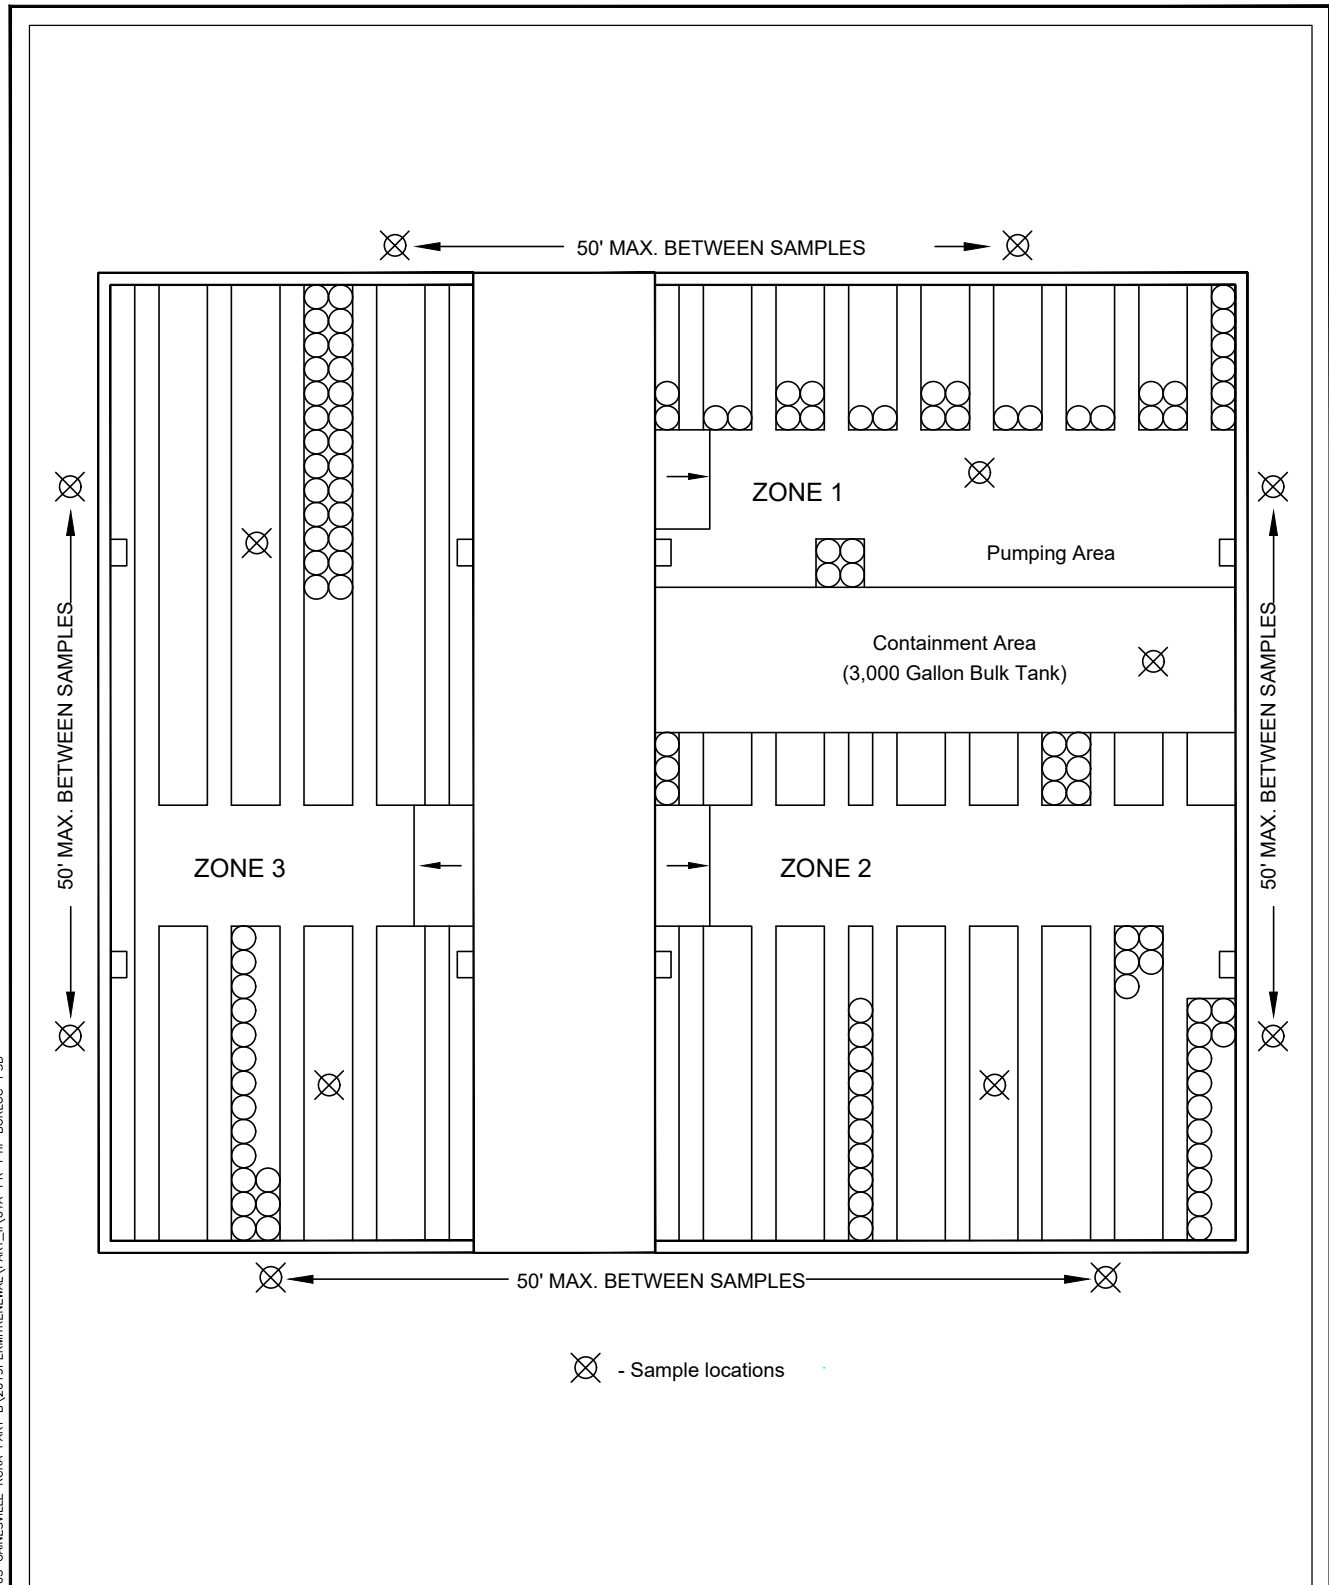 50' MAX. BETWEEN SAMPLES
ZONE 1
Pumping Area
Containment Area
(3,000 Gallon Bulk Tank)
50' MAX. BETWEEN SAMPLES
50' MAX. BETWEEN SAMPLES
ZONE 3
ZONE 2
50' MAX. BETWEEN SAMPLES
- Sample locations